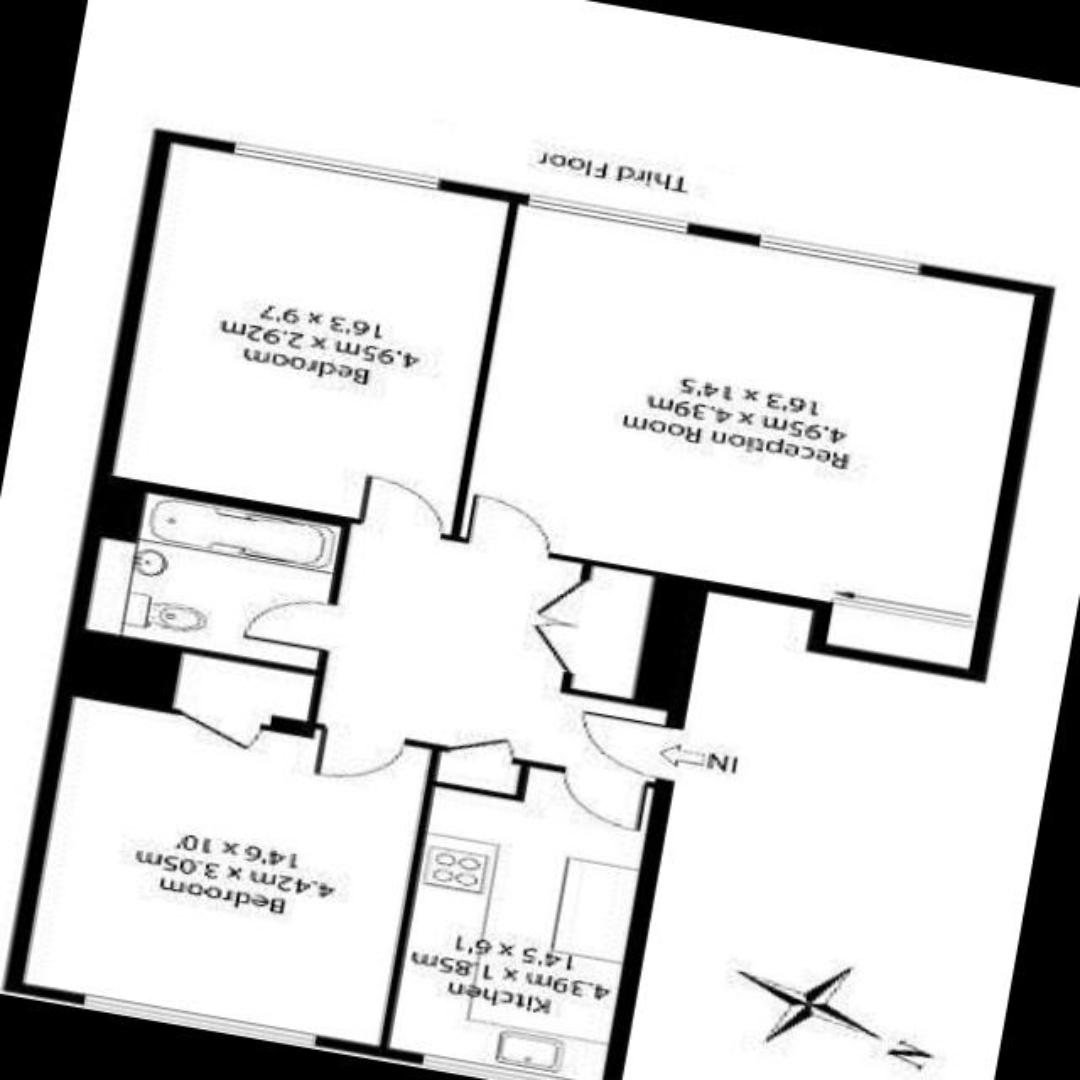 Kitchen
4.39m x 1.85m
14'5 x 6'1
Bedroom
4.42m x 3.05m
14'6 x 10'
N
IN
Reception Room
4.95m x 4.39m
16'3 x 14'5
Bedroom
4.95m x 2.92m
16'3 x 9'7
Third Floor